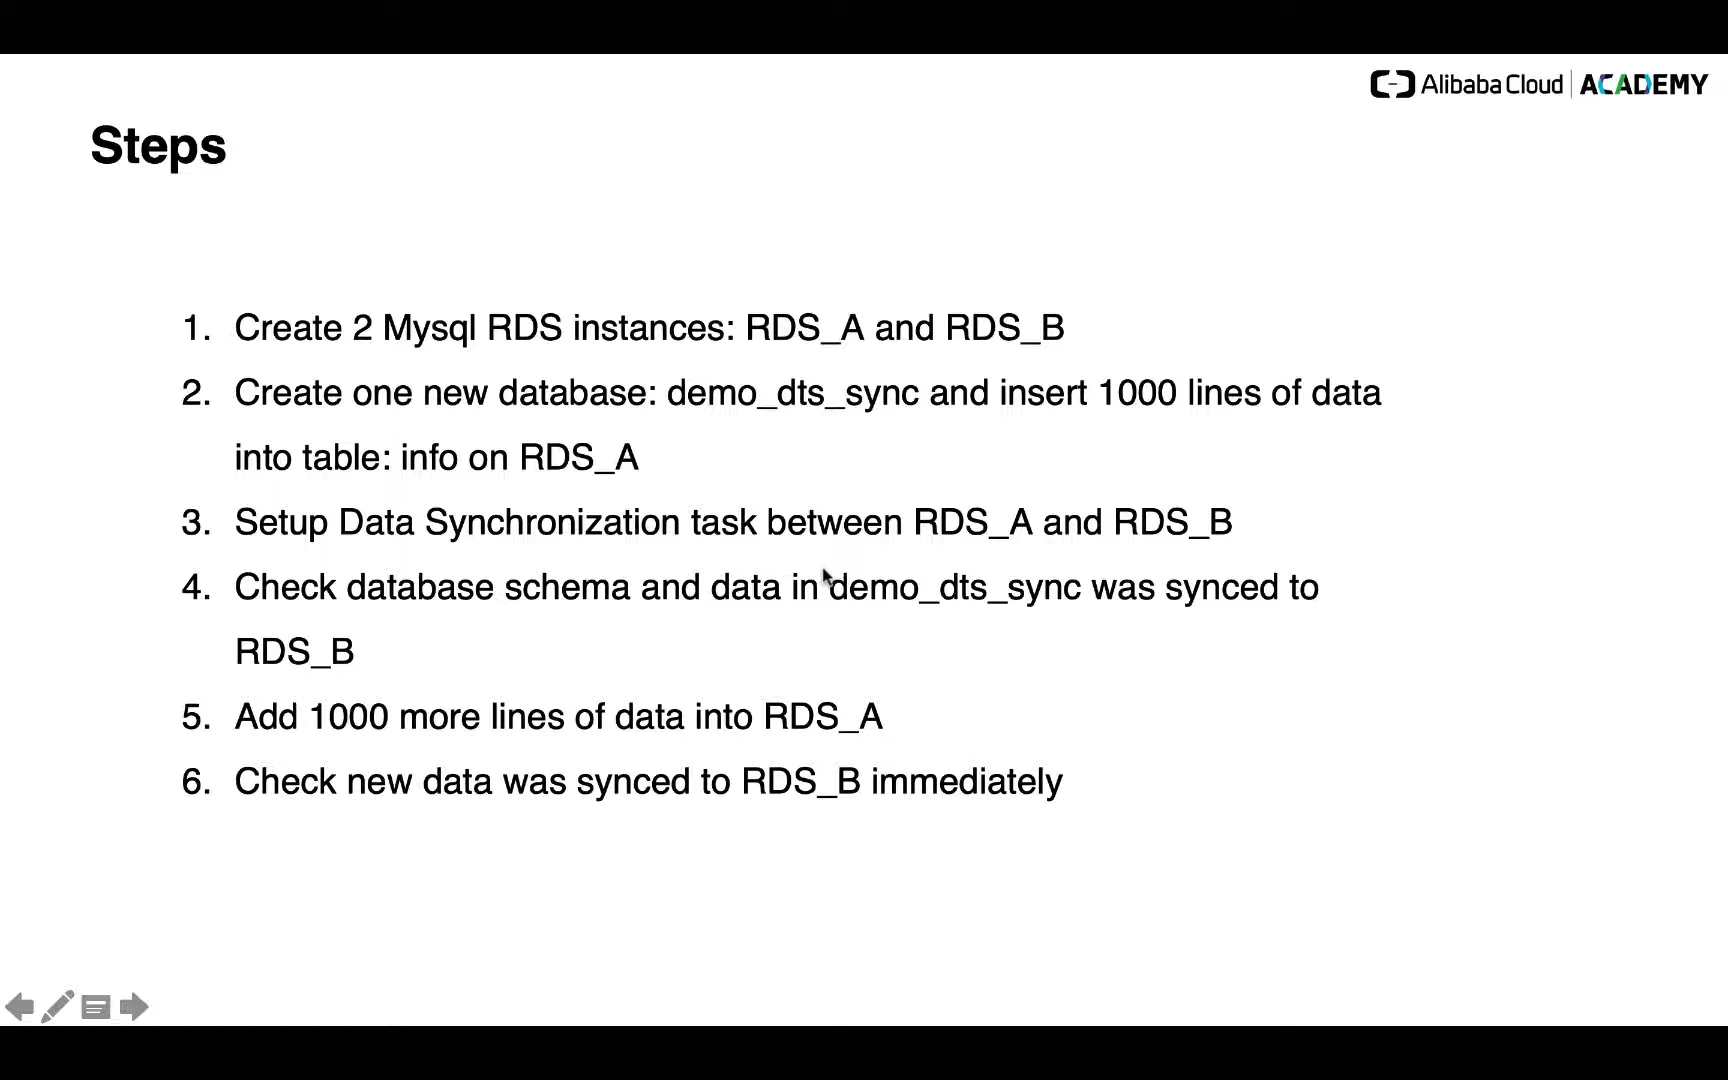 Alibaba Cloud | ACADEMY
Steps
1. Create 2 Mysql RDS instances: RDS_A and RDS_B
2. Create one new database: demo_dts_sync and insert 1000 lines of data
into table: info on RDS_A
3. Setup Data Synchronization task between RDS_A and RDS_B
4. Check database schema and data in demo_dts_sync was synced to
RDS_B
5. Add 1000 more lines of data into RDS_A
6. Check new data was synced to RDS_B immediately